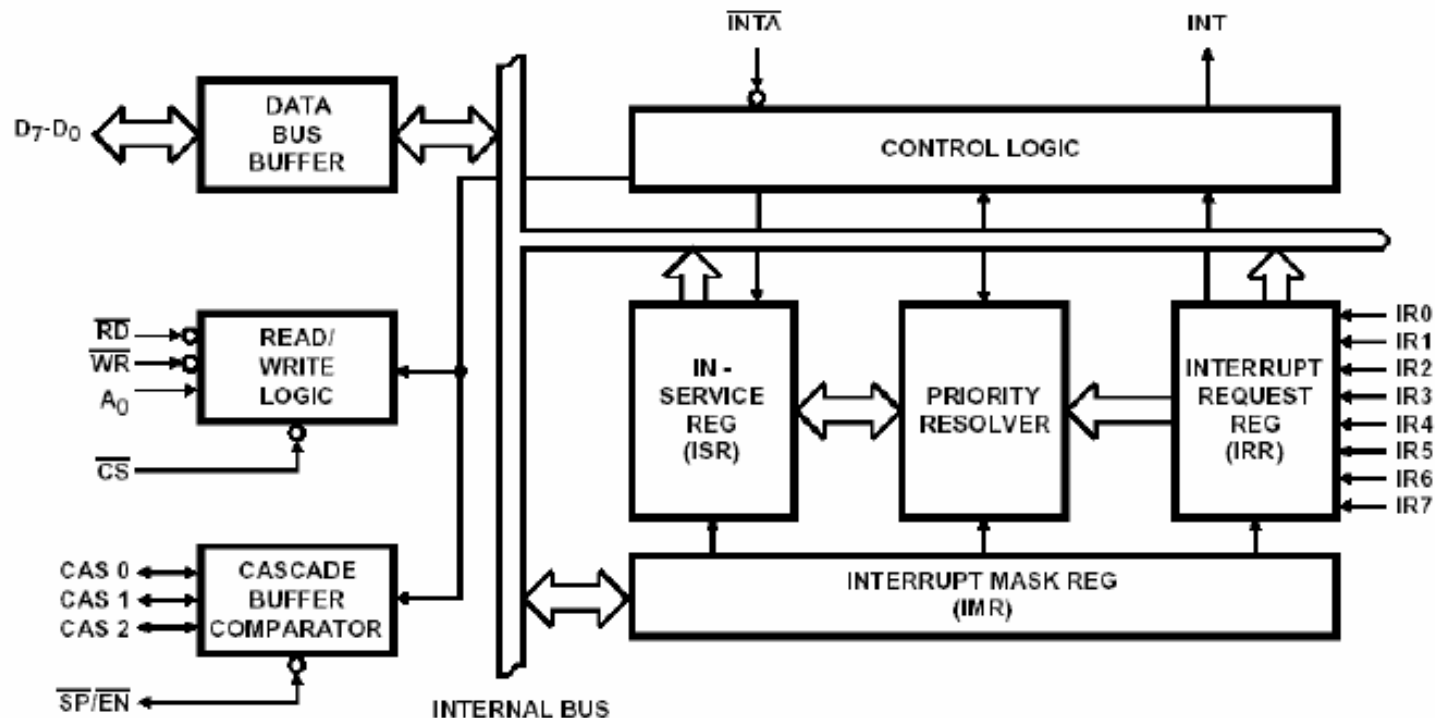 INTA
INT
D7-D0
DATA
BUS
BUFFER
CONTROL LOGIC
RD
WR
A0
READ/
WRITE
LOGIC
CS
IN -
SERVICE
REG
(ISR)
PRIORITY
RESOLVER
INTERRUPT
REQUEST
REG
(IRR)
IR0
IR1
IR2
IR3
IR4
IR5
IR6
IR7
CAS 0
CAS 1
CAS 2
CASCADE
BUFFER
COMPARATOR
INTERRUPT MASK REG
(IMR)
SP/EN
INTERNAL BUS